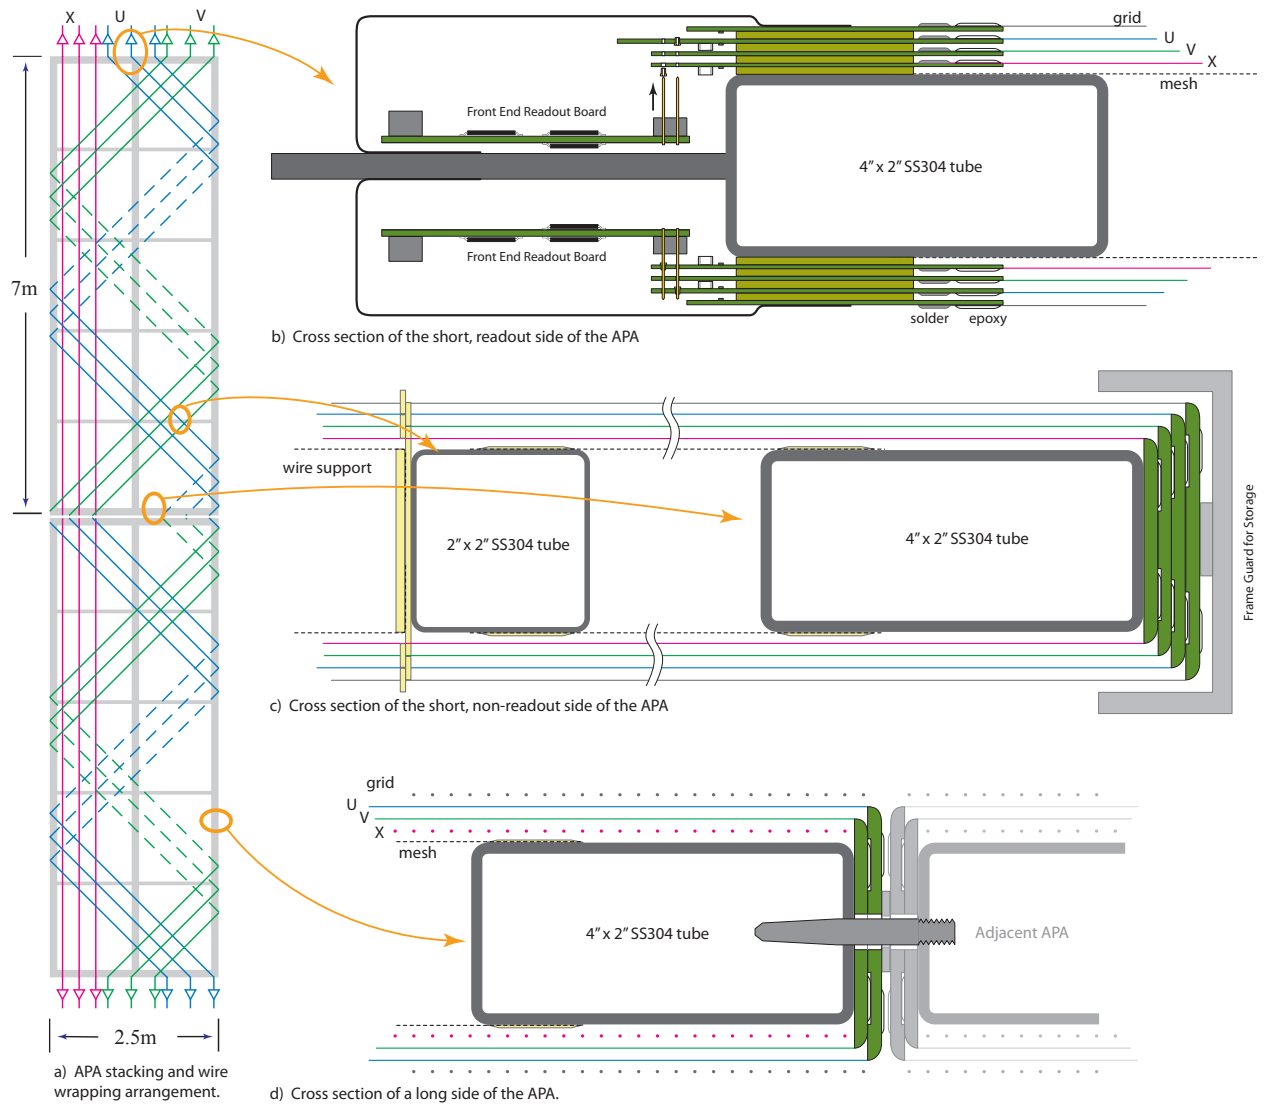 X U V
7m
2.5m
a) APA stacking and wire
wrapping arrangement.
grid
U
V
X
mesh
Front End Readout Board
4” x 2” SS304 tube
Front End Readout Board
solder epoxy
b) Cross section of the short, readout side of the APA
wire support
2” x 2” SS304 tube
4” x 2” SS304 tube
Frame Guard for Storage
c) Cross section of the short, non-readout side of the APA
grid
U
V
X
mesh
4” x 2” SS304 tube
Adjacent APA
d) Cross section of a long side of the APA.